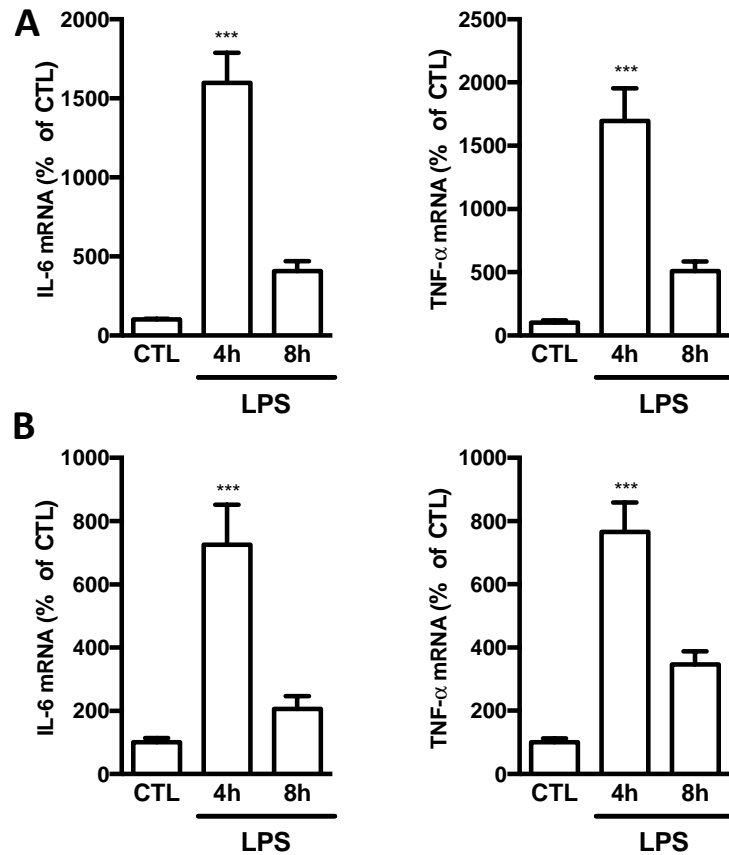 A
IL-6 mRNA (% of CTL)
2000
1500
1000
500
0
***
CTL 4h 8h
LPS
TNF-α mRNA (% of CTL)
2500
2000
1500
1000
500
0
***
CTL 4h 8h
LPS
B
IL-6 mRNA (% of CTL)
1000
800
600
400
200
0
***
CTL 4h 8h
LPS
TNF-α mRNA (% of CTL)
1000
800
600
400
200
0
***
CTL 4h 8h
LPS